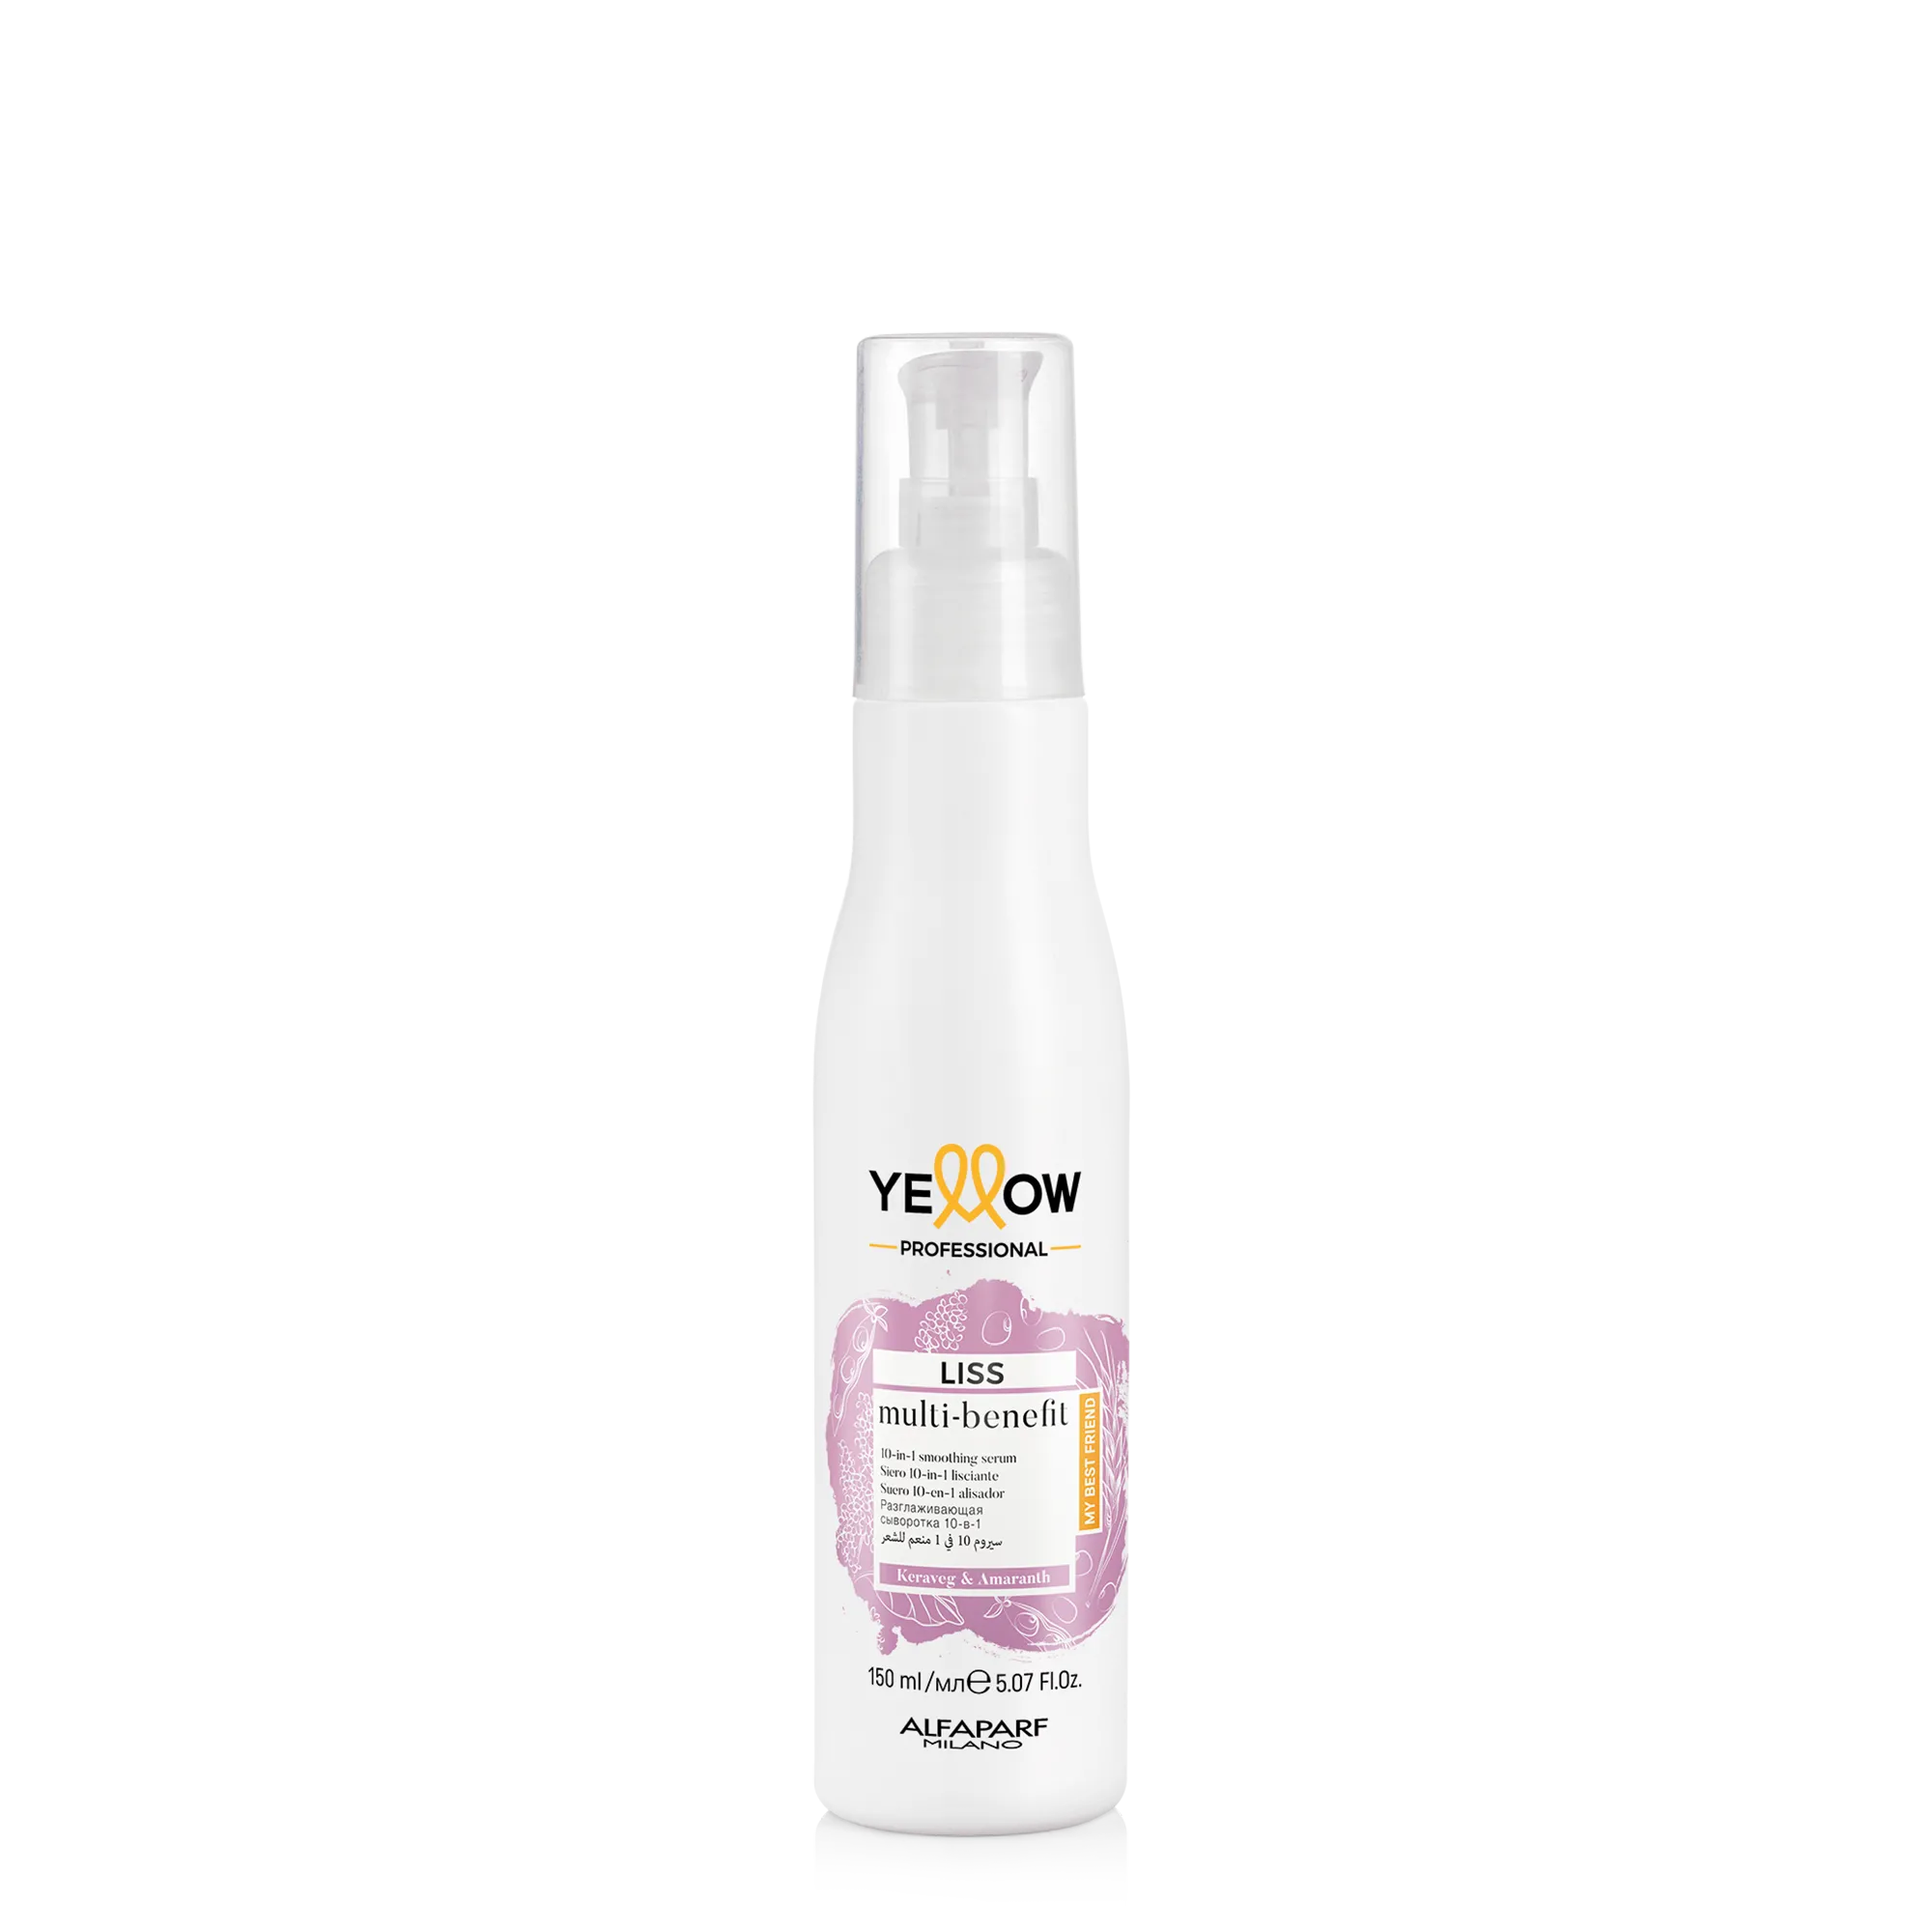 YELLOW
PROFESSIONAL
LISS
multi-benefit
10-in-1 smoothing serum
Siero 10-in-1 lisciante
Suero 10-en-1 alisador
Разглаживающая
сыворотка 10-в-1
سيروم 10 في 1 منعم للشعر
Keraveg & Amaranth
MY BEST FRIEND
150 ml/мл℮ 5.07 Fl.Oz.
ALFAPARF
MILANO